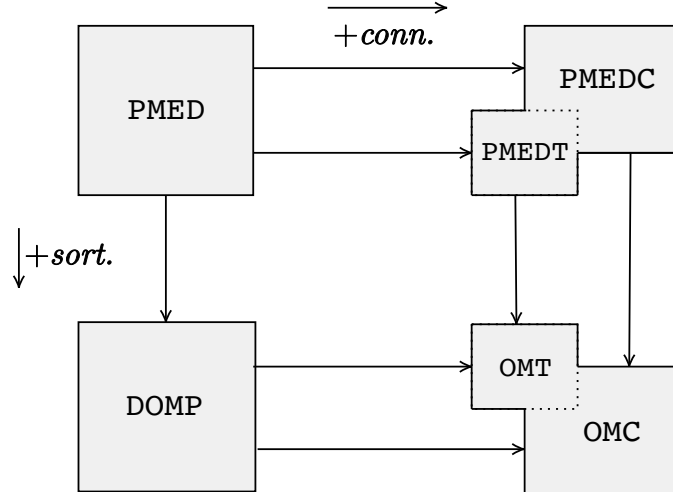 +conn.
PMEDC
PMED
PMEDT
+sort.
OMT
DOMP
OMC